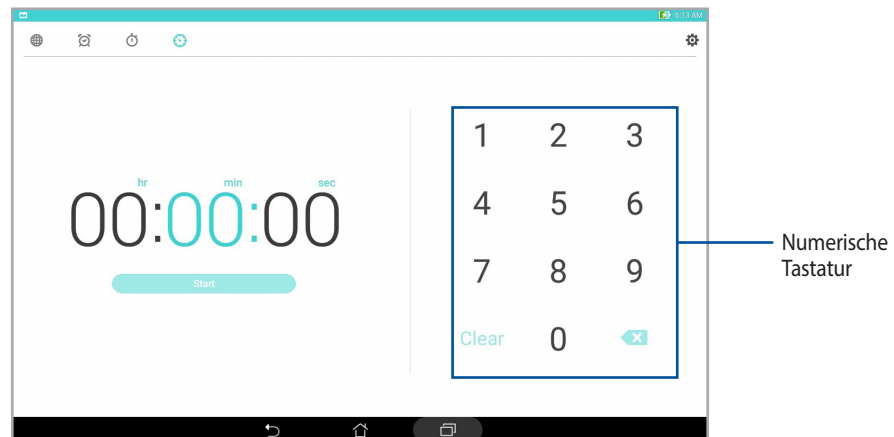 6:13 AM
hr min sec
00:00:00
Start
1 2 3
4 5 6
7 8 9
Clear 0
Numerische
Tastatur